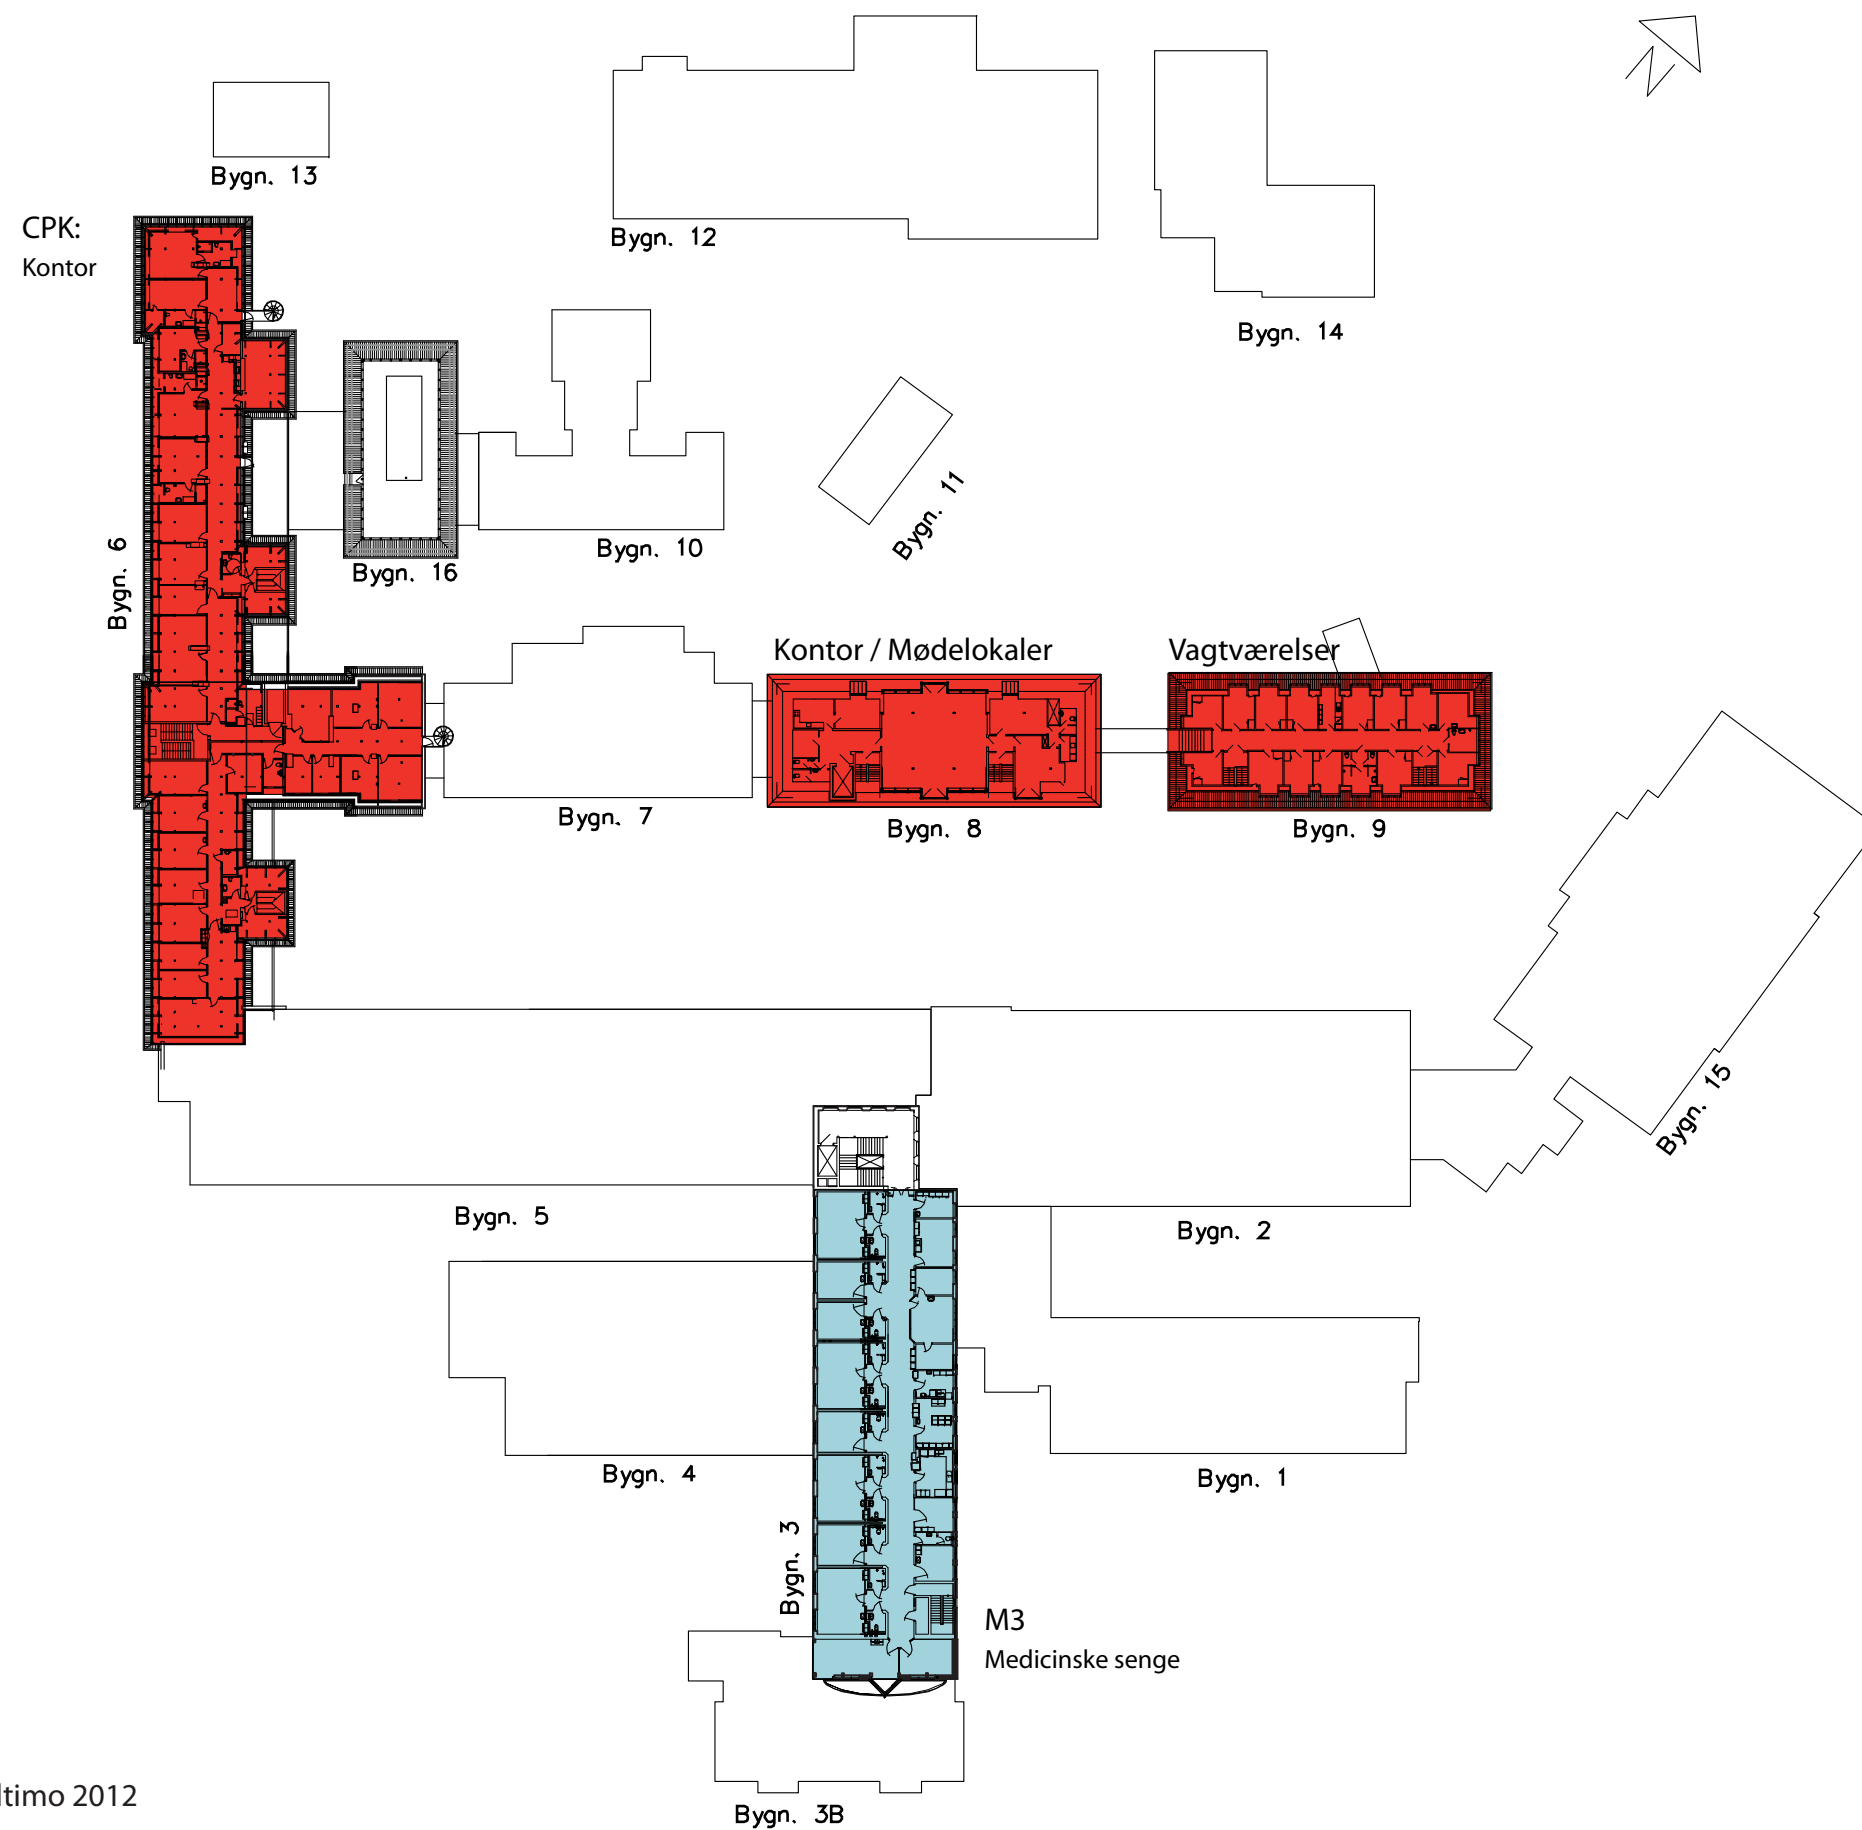 Bygn. 13
Bygn. 12
CPK:
Kontor
Bygn. 14
Bygn. 11
Bygn. 10
Bygn. 16
Bygn. 6
Kontor / Mødelokaler
Vagtværelser
Bygn. 7
Bygn. 8
Bygn. 9
Bygn. 15
Bygn. 5
Bygn. 2
Bygn. 4
Bygn. 1
Bygn. 3
M3
Medicinske senge
ltimo 2012
Bygn. 3B